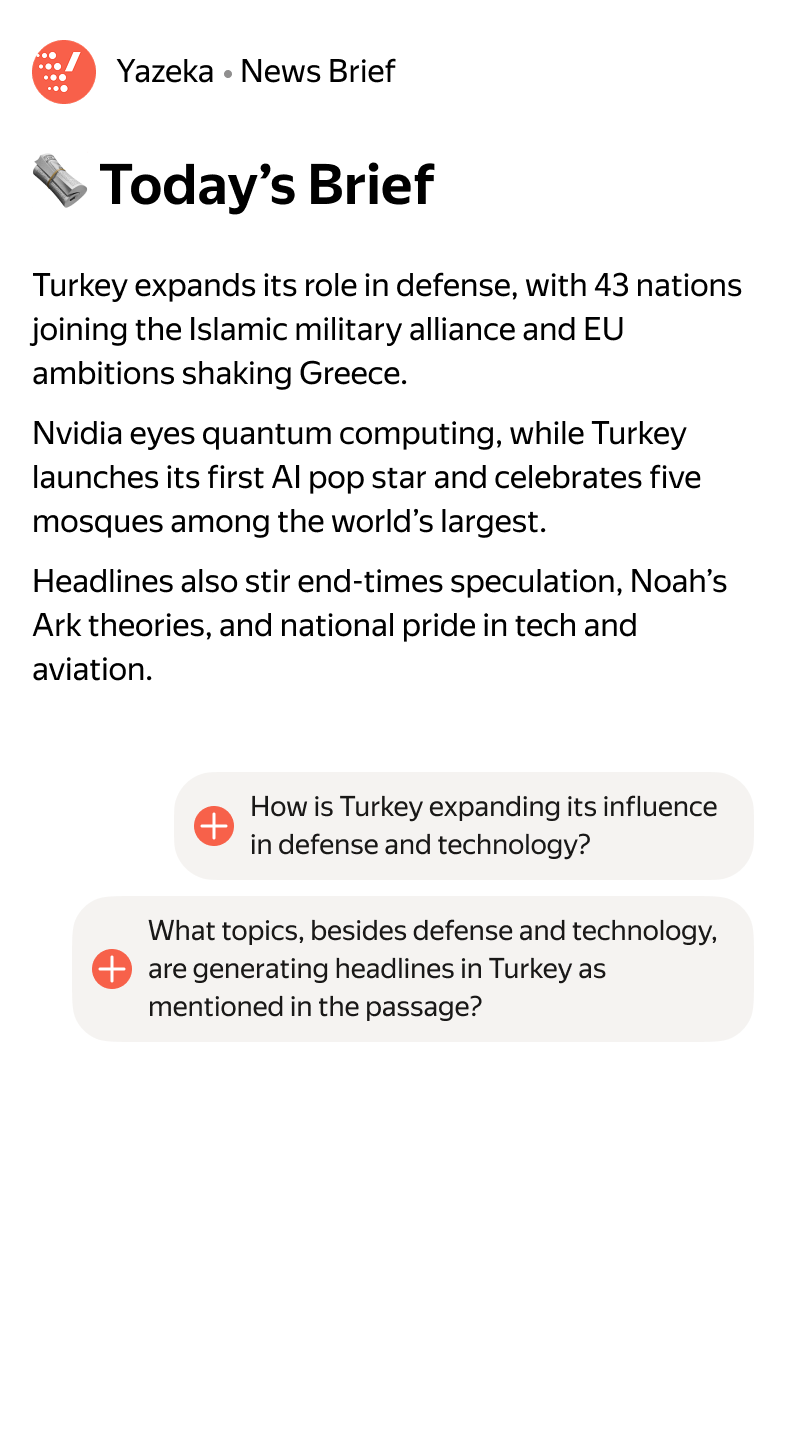 Yazeka • News Brief
Today’s Brief
Turkey expands its role in defense, with 43 nations
joining the Islamic military alliance and EU
ambitions shaking Greece.
Nvidia eyes quantum computing, while Turkey
launches its first AI pop star and celebrates five
mosques among the world’s largest.
Headlines also stir end-times speculation, Noah’s
Ark theories, and national pride in tech and
aviation.
How is Turkey expanding its influence
in defense and technology?
What topics, besides defense and technology,
are generating headlines in Turkey as
mentioned in the passage?